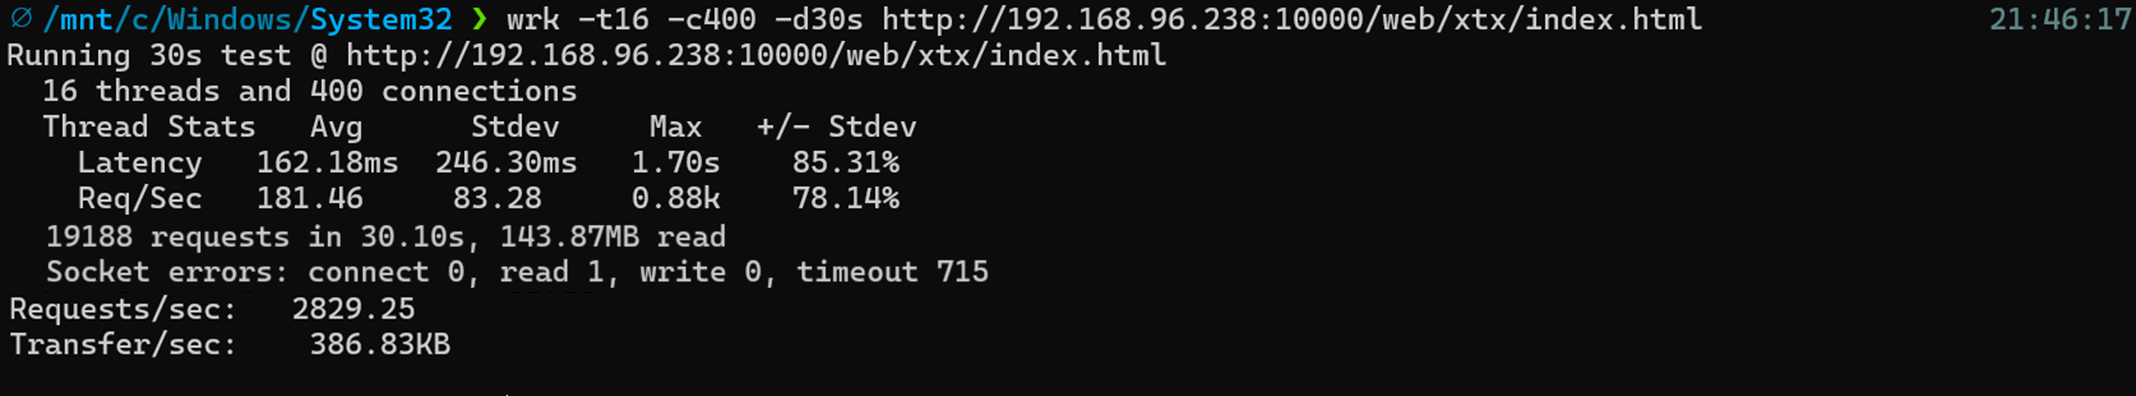 ∅ /mnt/c/Windows/System32 ❯ wrk -t16 -c400 -d30s http://192.168.96.238:10000/web/xtx/index.html 21:46:17
Running 30s test @ http://192.168.96.238:10000/web/xtx/index.html
16 threads and 400 connections
Thread Stats Avg Stdev Max +/- Stdev
Latency 162.18ms 246.30ms 1.70s 85.31%
Req/Sec 181.46 83.28 0.88k 78.14%
19188 requests in 30.10s, 143.87MB read
Socket errors: connect 0, read 1, write 0, timeout 715
Requests/sec: 2829.25
Transfer/sec: 386.83KB